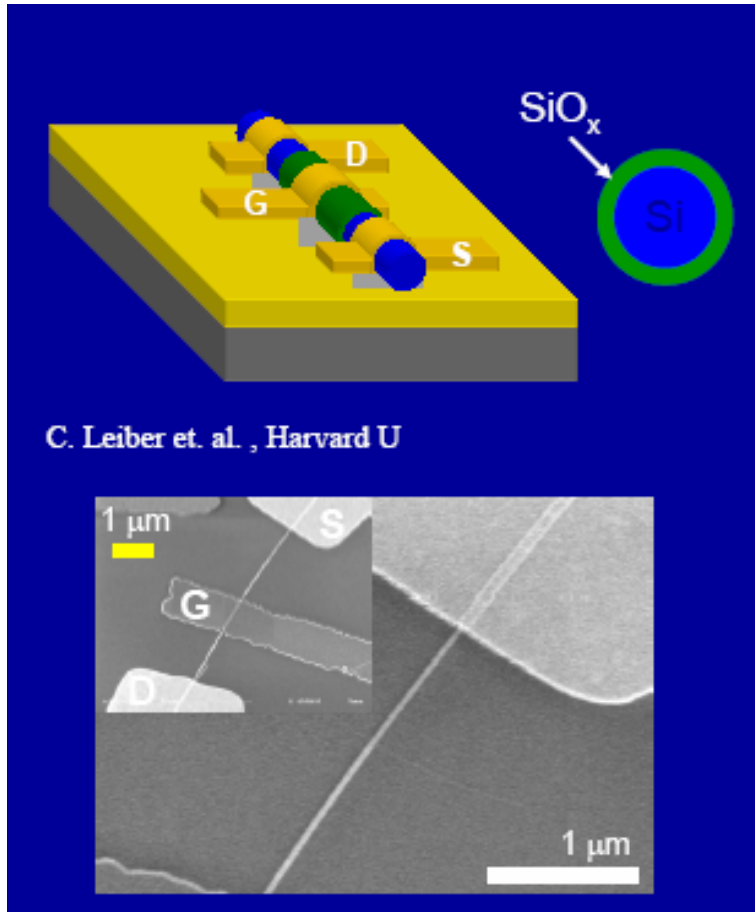 SiOx
D
G
Si
S
C. Leiber et. al. , Harvard U
1 μm
S
G
D
1 μm